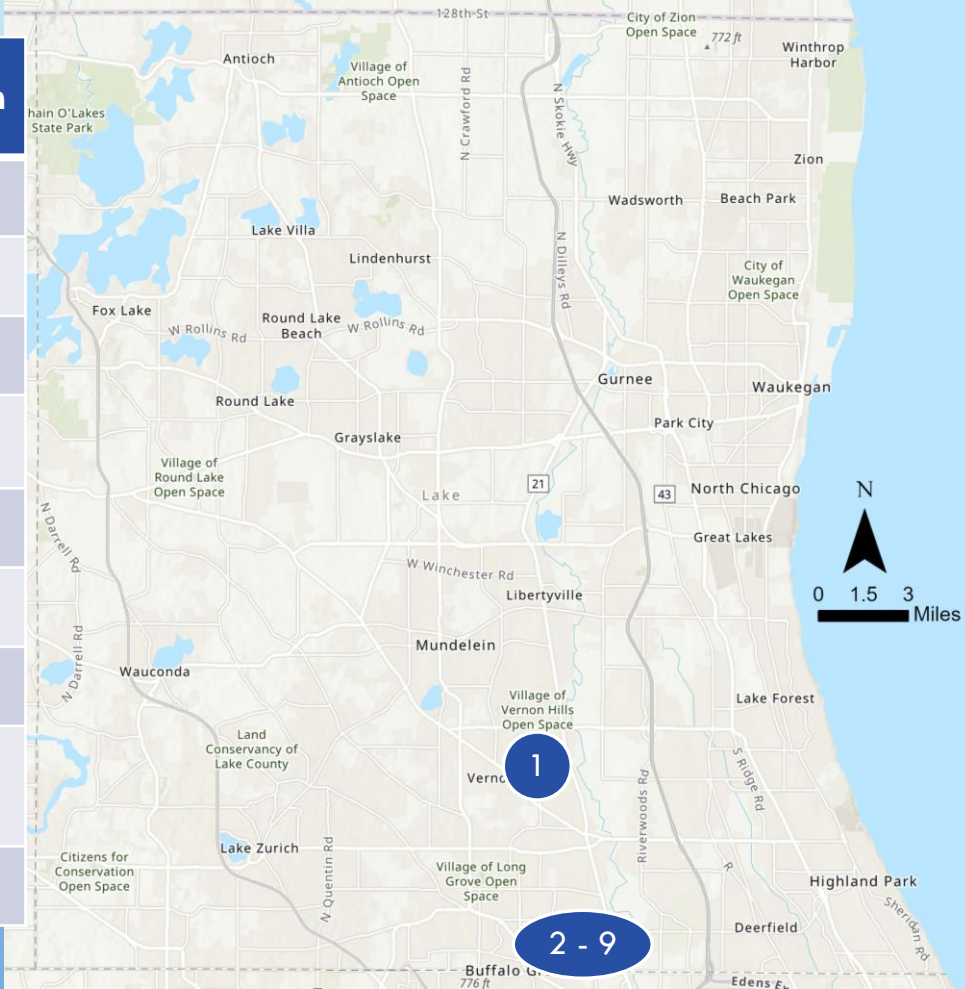 128th St
City of Zion
Open Space
772 ft
Winthrop
Harbor
Antioch
Village of
Antioch Open
Space
N Crawford Rd
N Skokie Hwy
State Park
Zion
Wadsworth
Beach Park
Lake Villa
N Dilleys Rd
Lindenhurst
City of
Waukegan
Open Space
Fox Lake
Round Lake
Beach
W Rollins Rd
W Rollins Rd
Gurnee
Waukegan
Round Lake
Park City
Grayslake
Village of
Round Lake
Open Space
21
43
North Chicago
Lake
N
N Darrell Rd
Great Lakes
W Winchester Rd
0 1.5 3
Miles
Libertyville
Mundelein
N Darrell Rd
Wauconda
Village of
Vernon Hills
Open Space
Lake Forest
Land
Conservancy of
Lake County
1
Verno
S Ridge Rd
Riverwoods Rd
Lake Zurich
N Quentin Rd
Citizens for
Conservation
Open Space
Village of Long
Grove Open
Space
R
Highland Park
Sheridan Rd
Deerfield
2 - 9
Buffalo G
776 ft
Edens